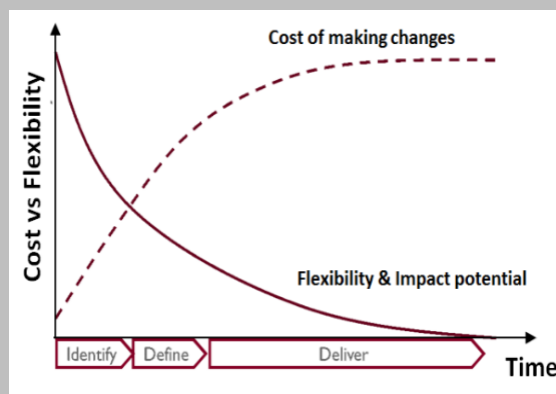 Cost of making changes
Cost vs Flexibility
Flexibility & Impact potential
Identify
Define
Deliver
Time